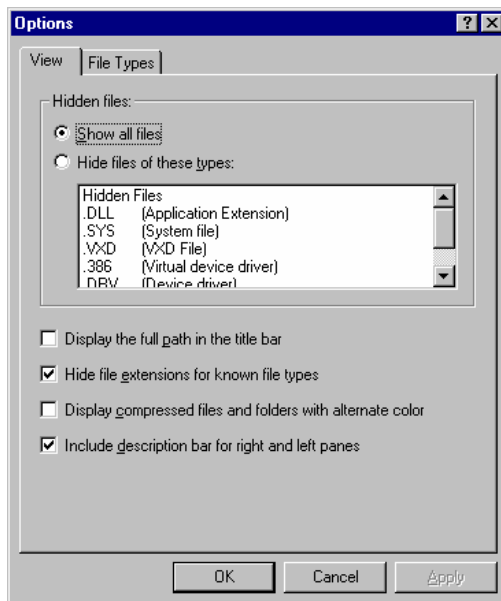 Options
View File Types
Hidden files:
Show all files
Hide files of these types:
Hidden Files
.DLL (Application Extension)
.SYS (System file)
.VXD (VXD File)
.386 (Virtual device driver)
.DRV (Device driver)
Display the full path in the title bar
Hide file extensions for known file types
Display compressed files and folders with alternate color
Include description bar for right and left panes
OK Cancel Apply